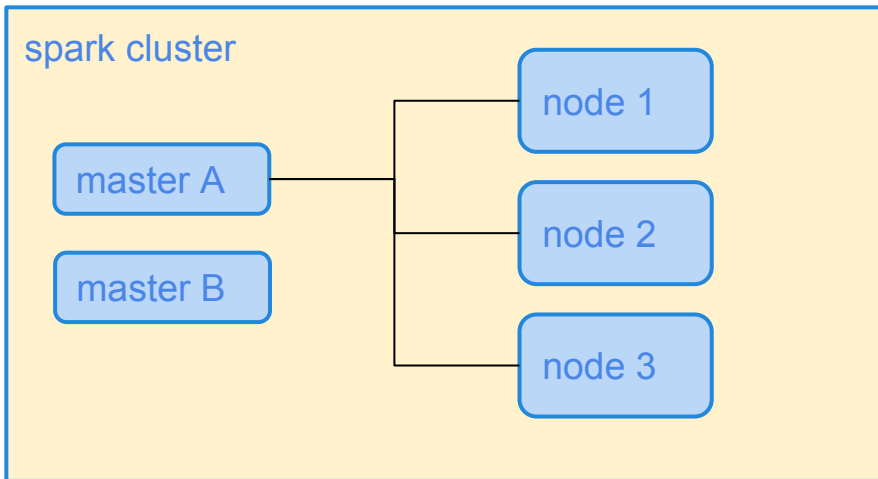 spark cluster
master A
master B
node 1
node 2
node 3